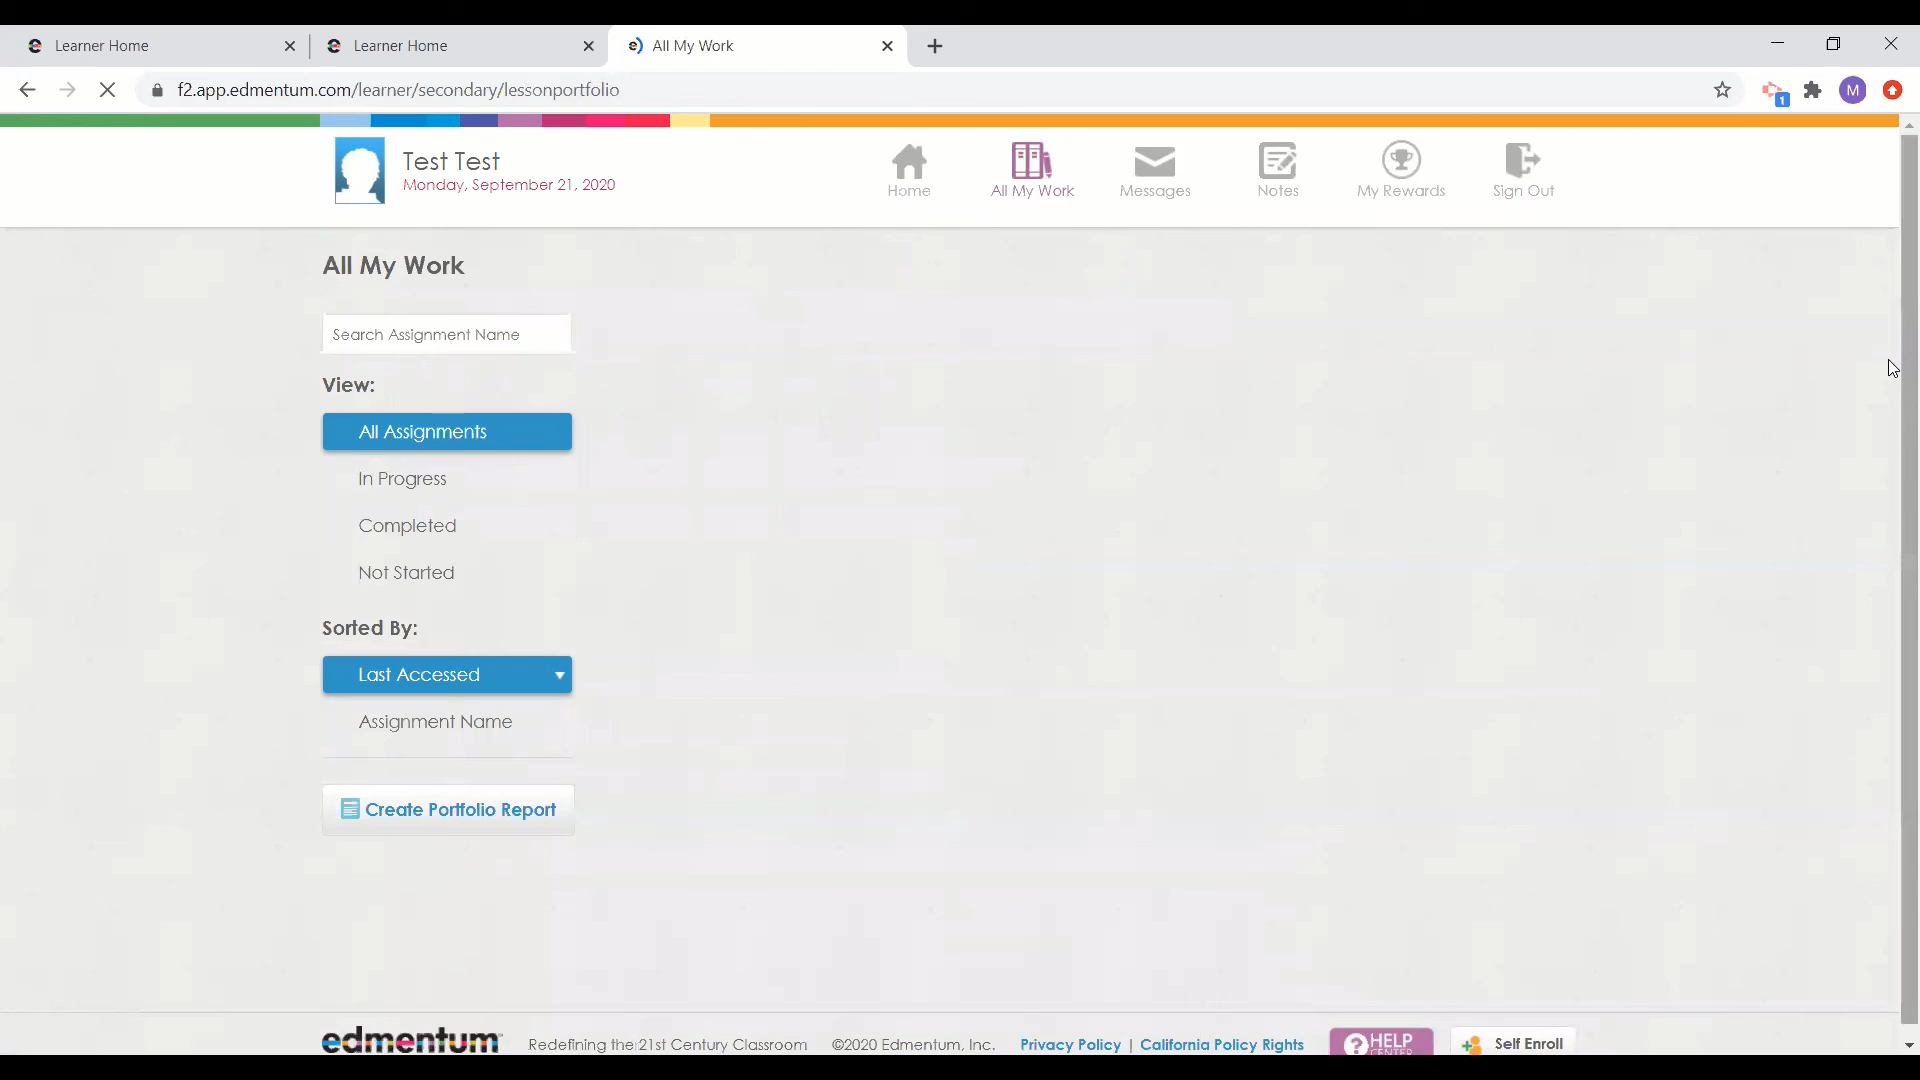 Learner Home
Learner Home
All My Work
f2.app.edmentum.com/learner/secondary/lessonportfolio
1
M
Test Test
Monday, September 21, 2020
Home
All My Work
Messages
Notes
My Rewards
Sign Out
All My Work
Search Assignment Name
View:
All Assignments
In Progress
Completed
Not Started
Sorted By:
Last Accessed
Assignment Name
Create Portfolio Report
edmentum
Redefining the 21st Century Classroom
©2020 Edmentum, Inc.
Privacy Policy | California Policy Rights
? HELP
CENTER
Self Enroll